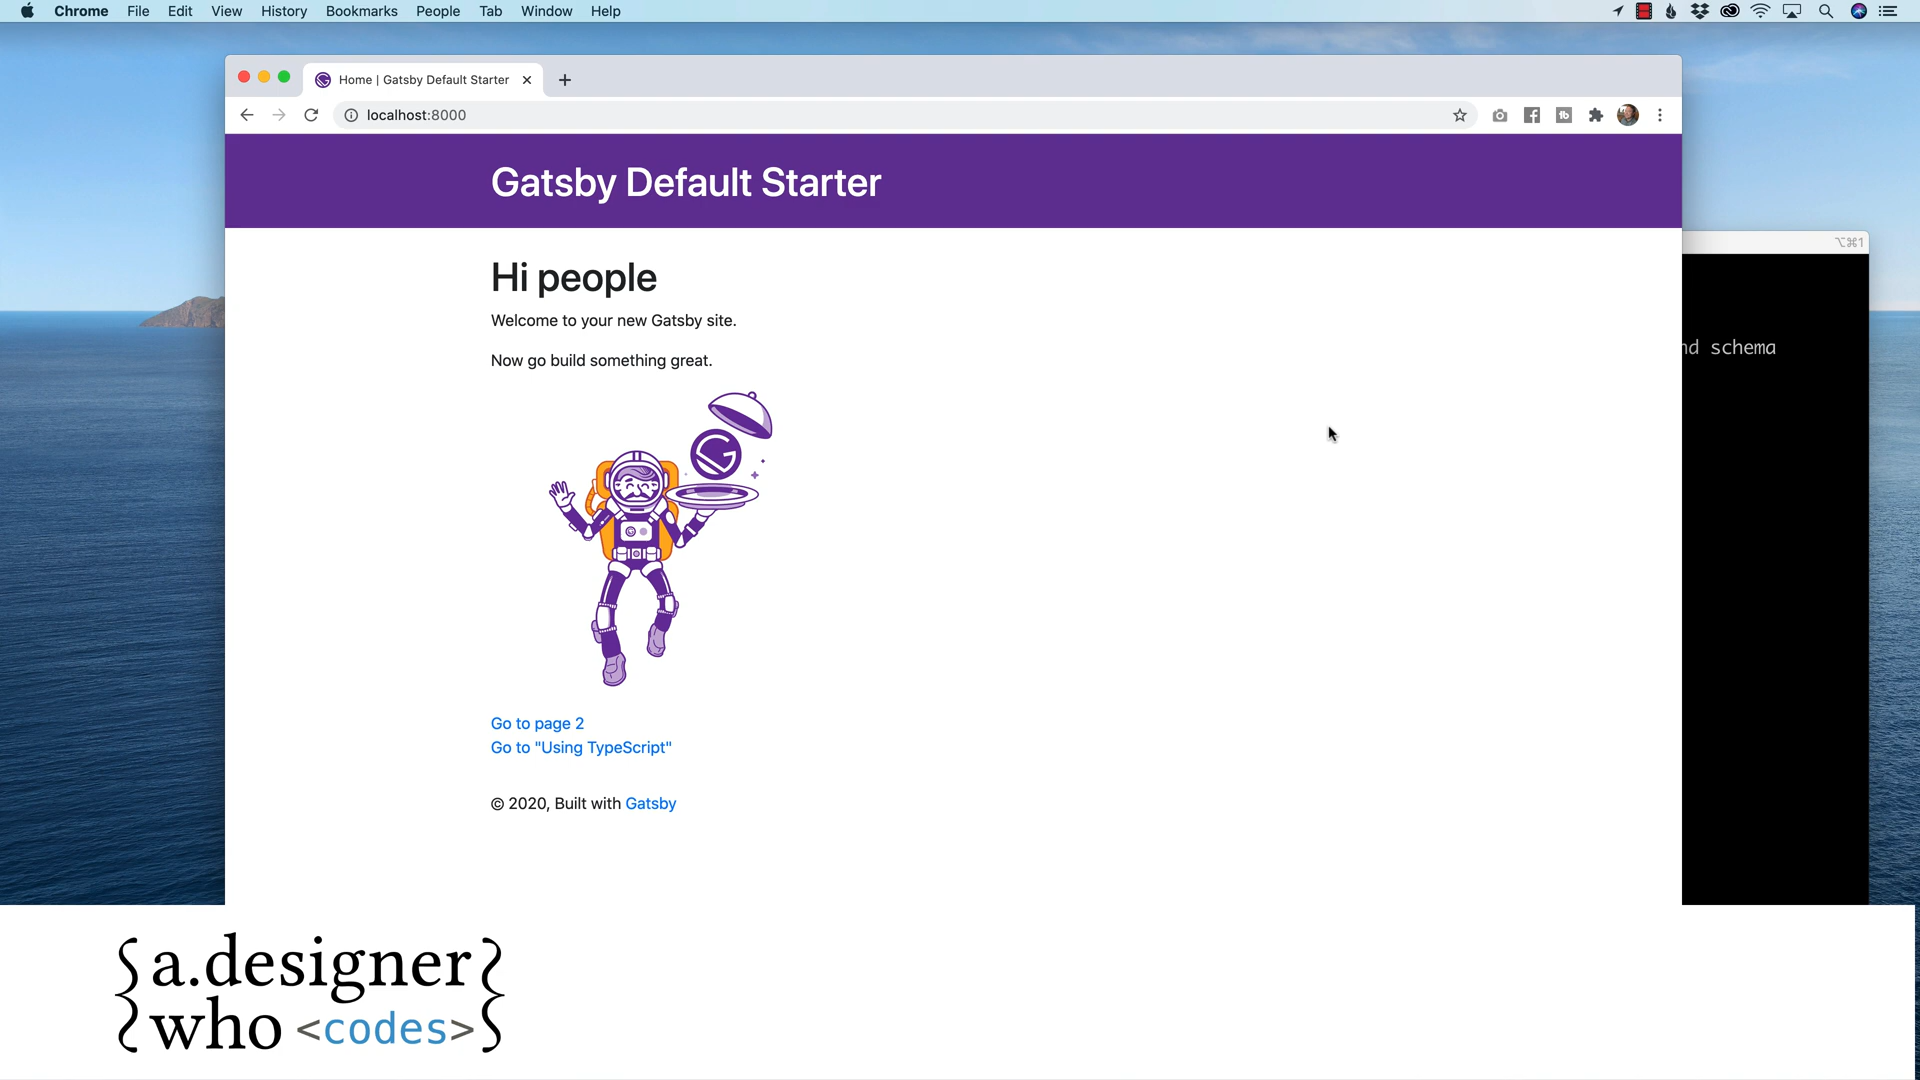 Chrome File Edit View History Bookmarks People Tab Window Help
Home | Gatsby Default Starter
localhost:8000
Gatsby Default Starter
⌥⌘1
Hi people
Welcome to your new Gatsby site.
nd schema
Now go build something great.
Go to page 2
Go to "Using TypeScript"
© 2020, Built with Gatsby
{a.designer
who <codes>}